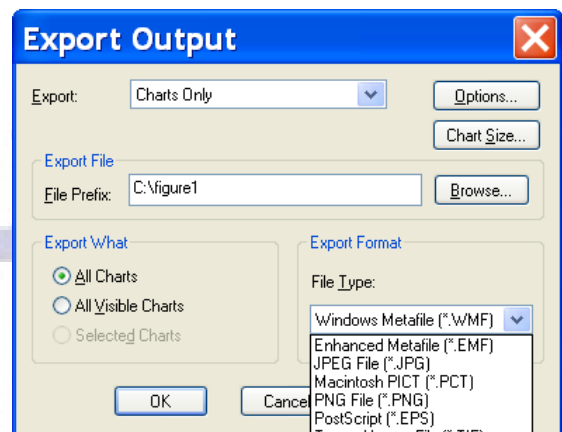 Export Output
Export:
Charts Only
Options...
Chart Size...
Export File
File Prefix:
C:\figure1
Browse...
Export What
All Charts
All Visible Charts
Selected Charts
Export Format
File Type:
Windows Metafile (*.WMF)
Enhanced Metafile (*.EMF)
JPEG File (*.JPG)
Macintosh PICT (*.PCT)
PNG File (*.PNG)
PostScript (*.EPS)
OK
Cancel